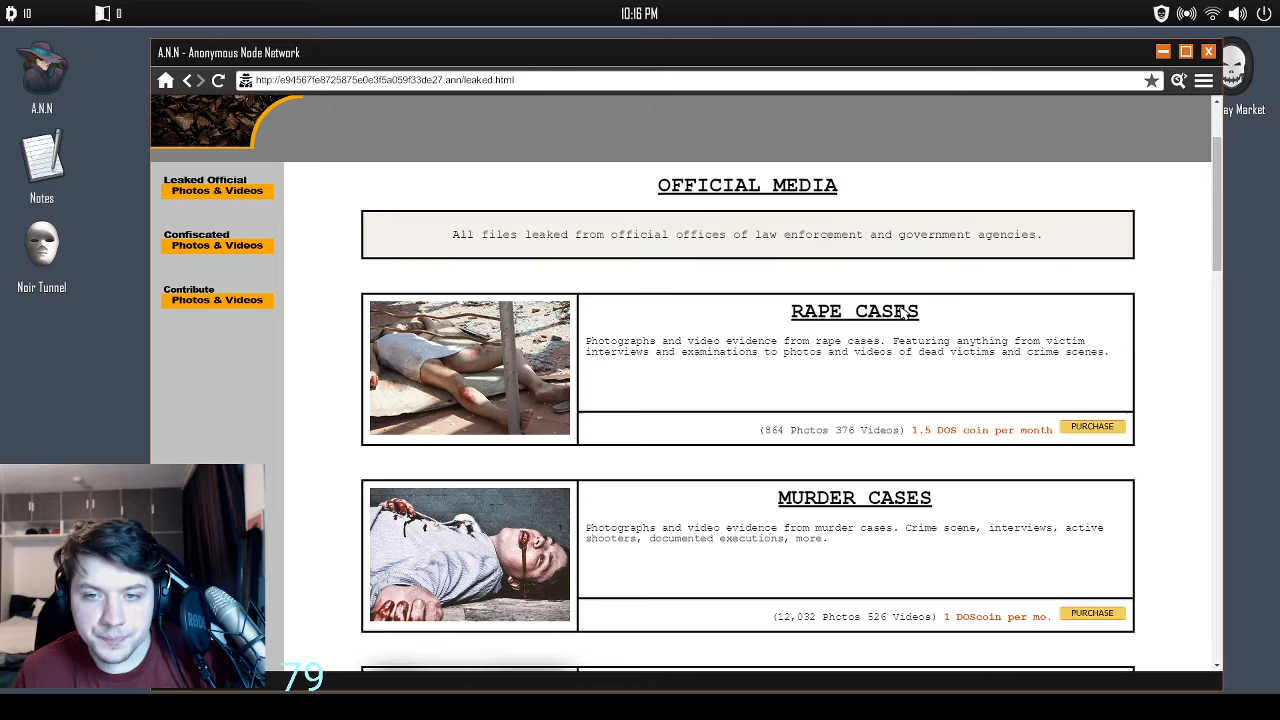 10
0
10:16 PM
A.N.N
Notes
Noir Tunnel
A.N.N - Anonymous Node Network
http://e94567fe8725875e0e3f5a059f33de27.ann/leaked.html
ay Market
Leaked Official
Photos & Videos
Confiscated
Photos & Videos
Contribute
Photos & Videos
OFFICIAL MEDIA
All files leaked from official offices of law enforcement and government agencies.
RAPE CASES
Photographs and video evidence from rape cases. Featuring anything from victim
interviews and examinations to photos and videos of dead victims and crime scenes.
(864 Photos 376 Videos) 1.5 DOS coin per month
PURCHASE
MURDER CASES
Photographs and video evidence from murder cases. Crime scene, interviews, active
shooters, documented executions, more.
(12,032 Photos 526 Videos) 1 DOScoin per mo.
PURCHASE
RODE
79